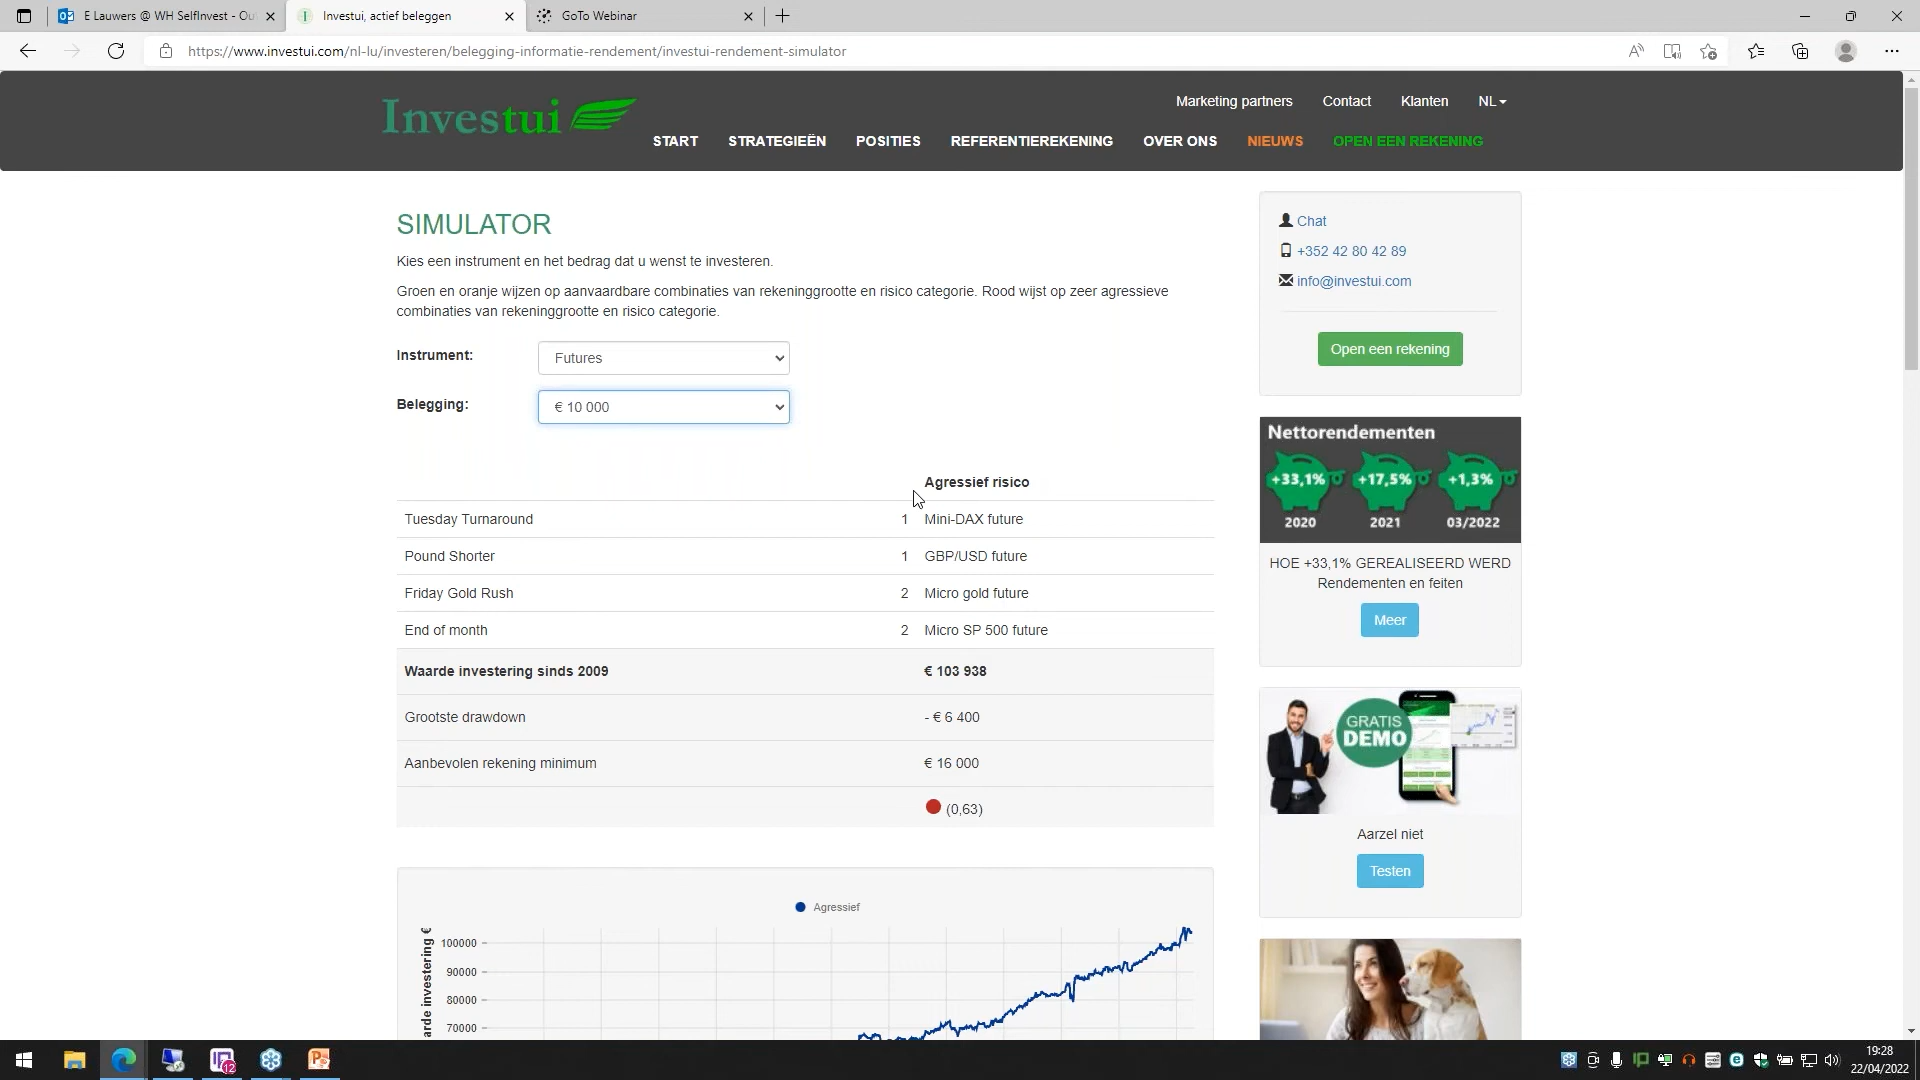 E Lauwers @ WH SelfInvest - Ou
Investui, actief beleggen
GoTo Webinar
https://www.investui.com/nl-lu/investeren/belegging-informatie-rendement/investui-rendement-simulator
Investui
Marketing partners
Contact
Klanten
NL
START
STRATEGIEËN
POSITIES
REFERENTIEREKENING
OVER ONS
NIEUWS
OPEN EEN REKENING
SIMULATOR
Kies een instrument en het bedrag dat u wenst te investeren.
Groen en oranje wijzen op aanvaardbare combinaties van rekeninggrootte en risico categorie. Rood wijst op zeer agressieve
combinaties van rekeninggrootte en risico categorie.
Instrument:
Futures
Belegging:
€ 10 000
Agressief risico
Tuesday Turnaround 1 Mini-DAX future
Pound Shorter 1 GBP/USD future
Friday Gold Rush 2 Micro gold future
End of month 2 Micro SP 500 future
Waarde investering sinds 2009 € 103 938
Grootste drawdown - € 6 400
Aanbevolen rekening minimum € 16 000
(0,63)
Agressief
arde investering €
100000
90000
80000
70000
Chat
+352 42 80 42 89
info@investui.com
Open een rekening
Nettorendementen
+33,1% +17,5% +1,3%
2020 2021 03/2022
HOE +33,1% GEREALISEERD WERD
Rendementen en feiten
Meer
GRATIS
DEMO
Aarzel niet
Testen
12
19:28
22/04/2022